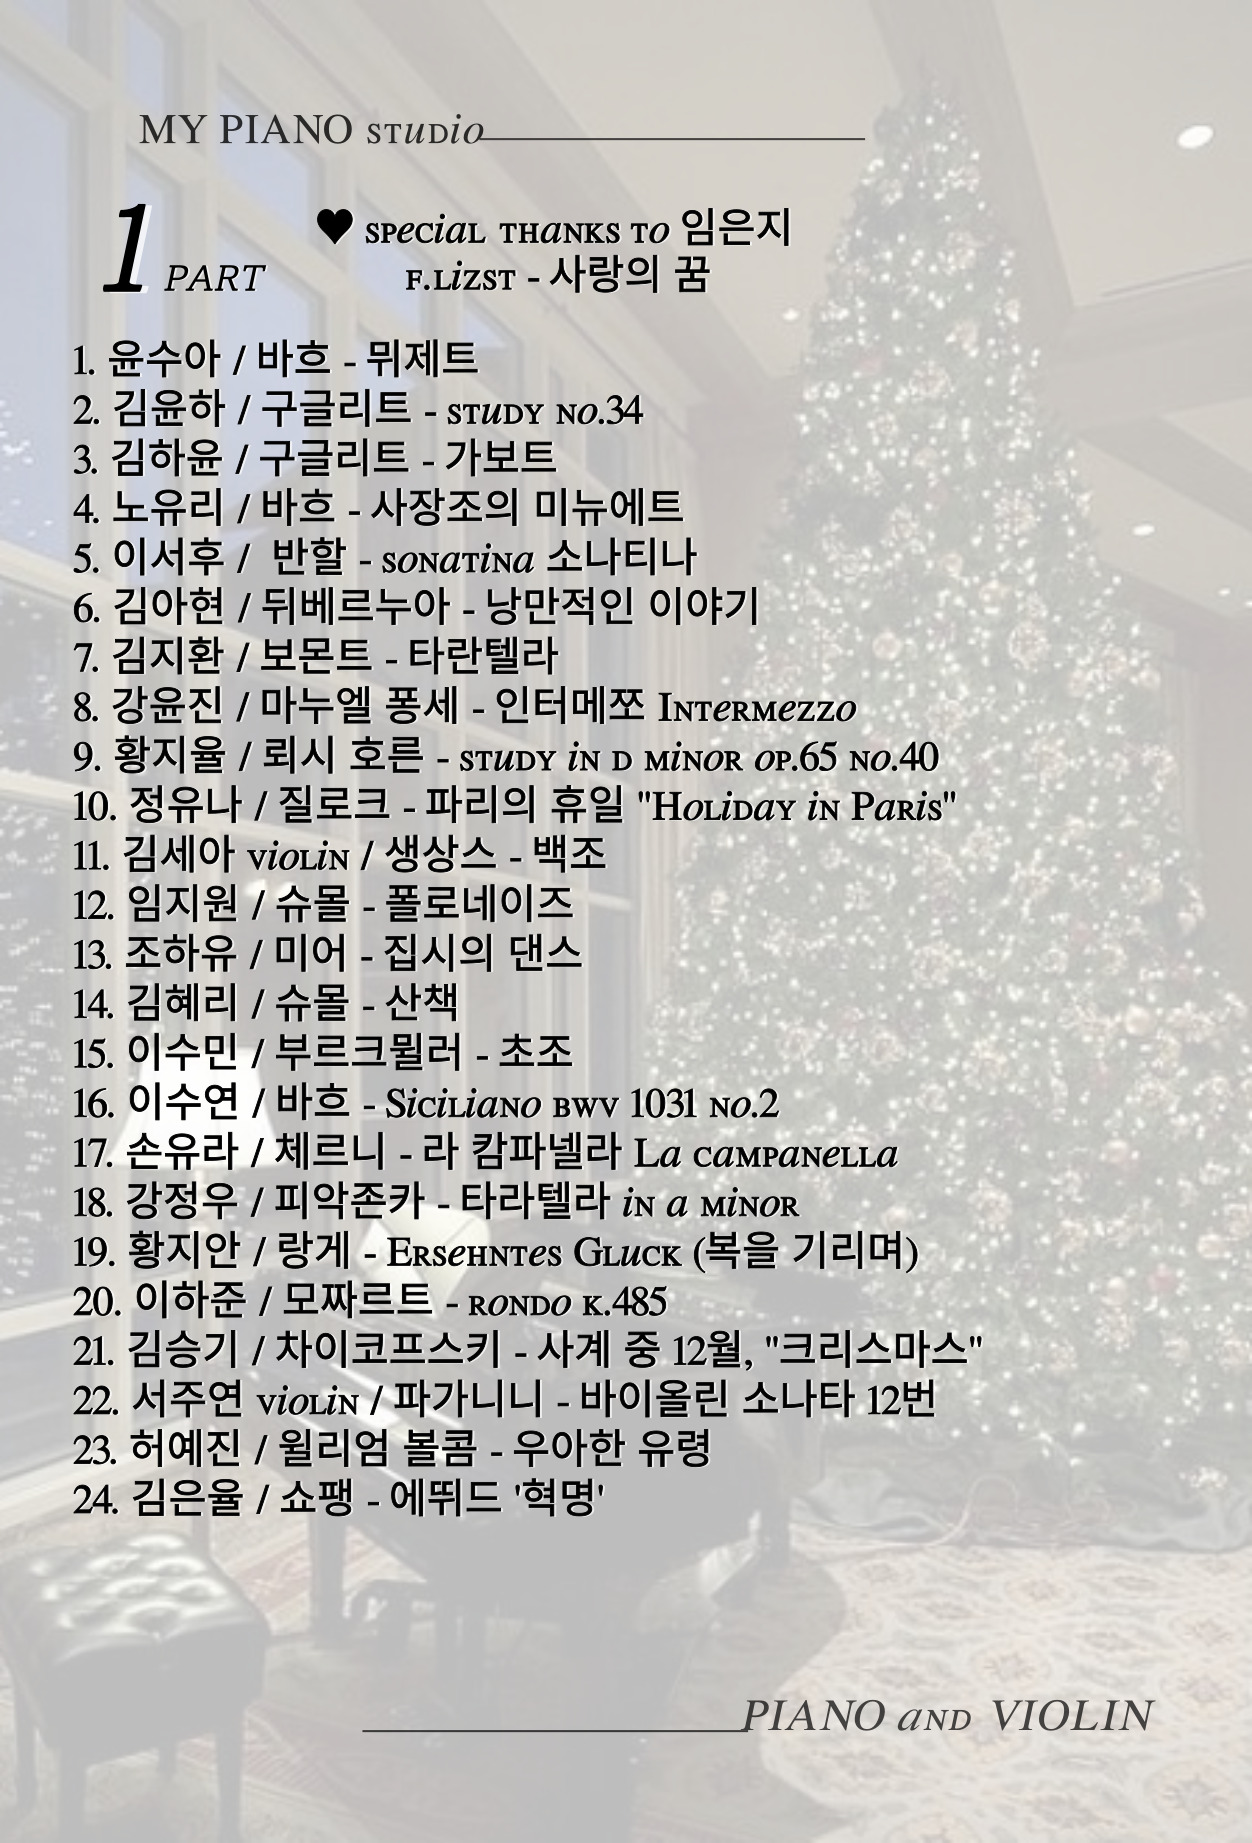 MY PIANO STuDio
1 PART
♥ SPeCiaL THaNKS To 임은지
F.LiZST - 사랑의 꿈
1. 윤수아 / 바흐 - 뮈제트
2. 김윤하 / 구글리트 - STuDY No.34
3. 김하윤 / 구글리트 - 가보트
4. 노유리 / 바흐 - 사장조의 미뉴에트
5. 이서후 / 반할 - SoNaTiNa 소나티나
6. 김아현 / 뒤베르누아 - 낭만적인 이야기
7. 김지환 / 보몬트 - 타란텔라
8. 강윤진 / 마누엘 퐁세 - 인터메쪼 INTeRMeZZo
9. 황지율 / 뢰시 호른 - STuDY iN D MiNoR oP.65 No.40
10. 정유나 / 질로크 - 파리의 휴일 "HoLiDaY iN PaRiS"
11. 김세아 VioLiN / 생상스 - 백조
12. 임지원 / 슈몰 - 폴로네이즈
13. 조하유 / 미어 - 집시의 댄스
14. 김혜리 / 슈몰 - 산책
15. 이수민 / 부르크뮐러 - 초조
16. 이수연 / 바흐 - SiCiLiaNo BWV 1031 No.2
17. 손유라 / 체르니 - 라 캄파넬라 La CaMPaNeLLa
18. 강정우 / 피악존카 - 타라텔라 iN a MiNoR
19. 황지안 / 랑게 - ERSeHNTeS GLuCK (복을 기리며)
20. 이하준 / 모짜르트 - RoNDo K.485
21. 김승기 / 차이코프스키 - 사계 중 12월, "크리스마스"
22. 서주연 VioLiN / 파가니니 - 바이올린 소나타 12번
23. 허예진 / 윌리엄 볼콤 - 우아한 유령
24. 김은율 / 쇼팽 - 에뛰드 '혁명'
PIANO aND VIOLIN